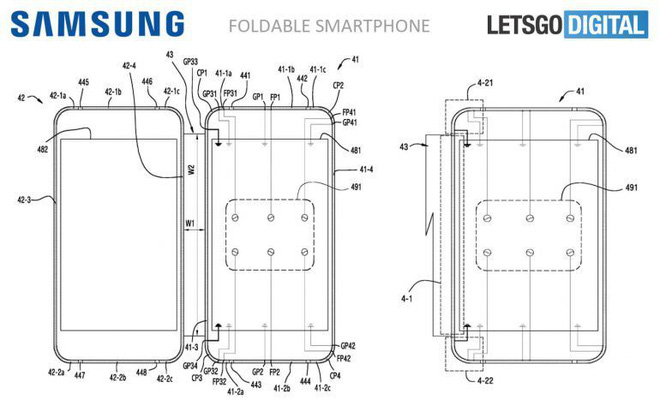 SAMSUNG
FOLDABLE SMARTPHONE
LETSGODIGITAL
42
42-1a
445
42-1b
42-4
446
42-1c
43
GP33
CP1
GP31
41-1a
FP31
441
GP1
FP1
41-1b
442
41-1c
41
CP2
FP41
GP41
482
481
W2
42-3
41-4
491
W1
41-3
GP42
FP42
42-2a
447
42-2b
448
42-2c
GP34
CP3
GP32
FP32
41-2a
443
GP2
FP2
41-2b
444
41-2c
CP4
4-21
41
43
481
491
4-1
4-22